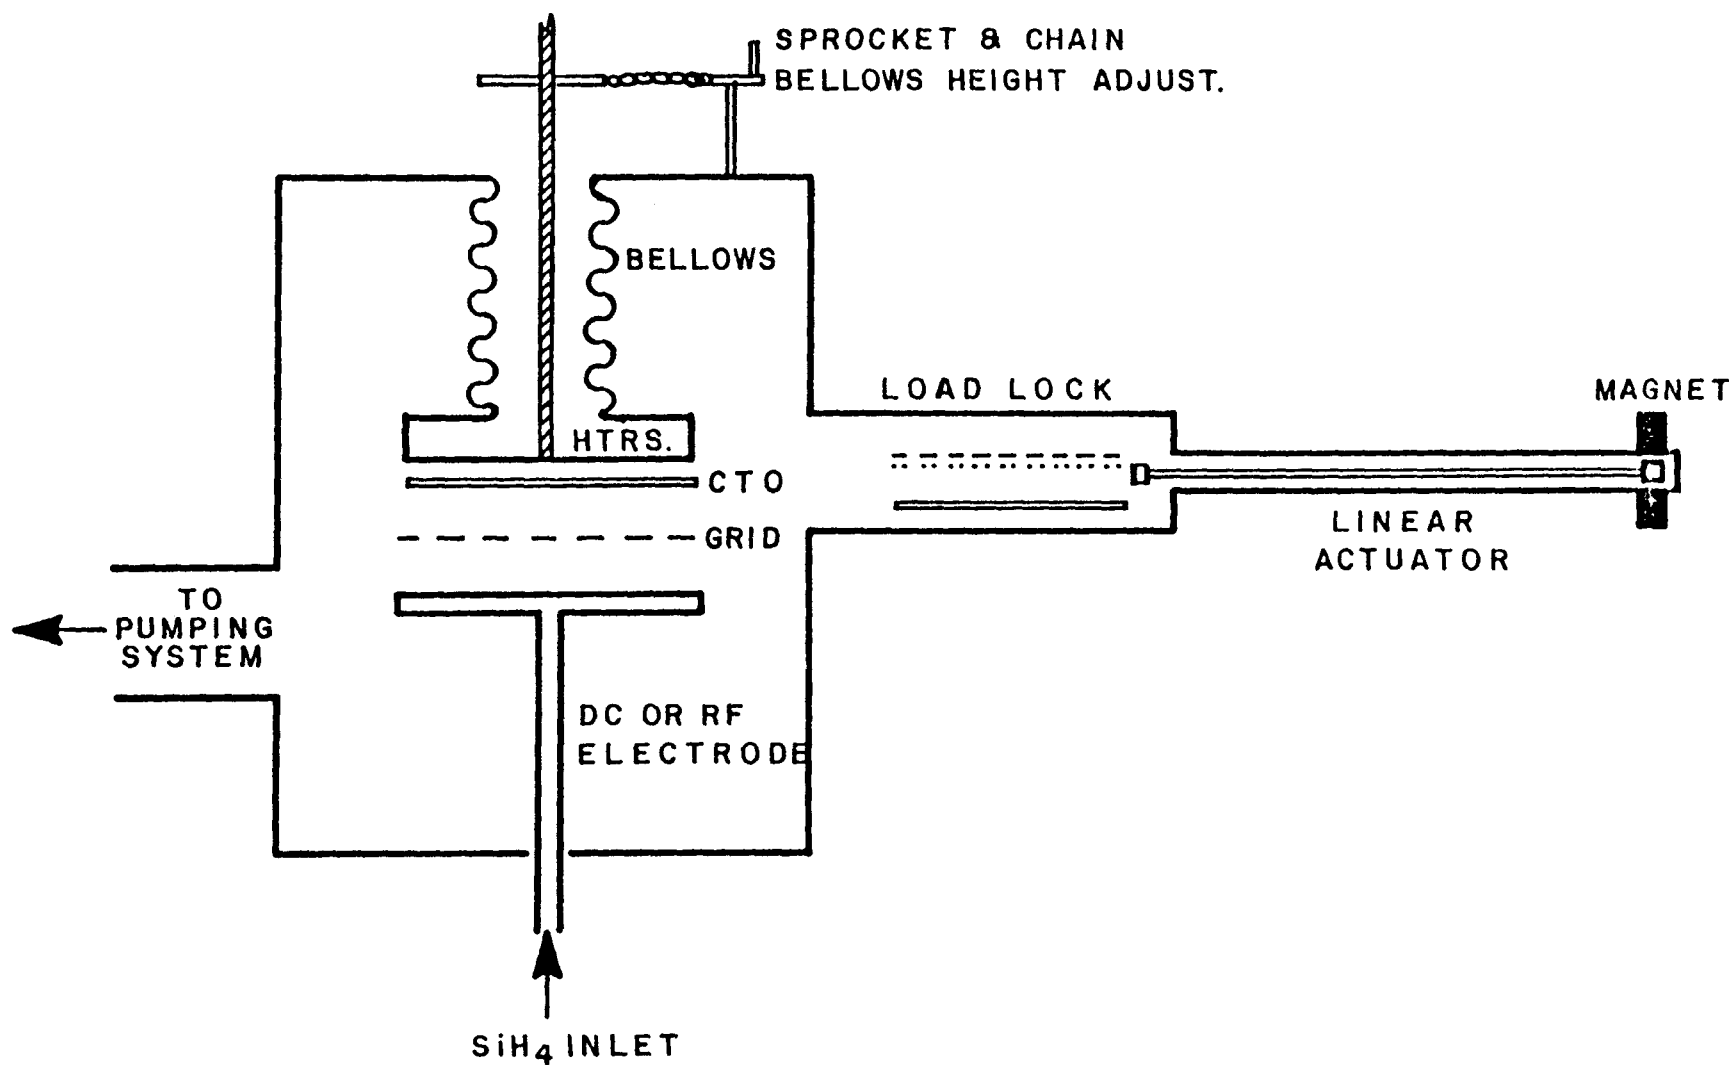 SPROCKET & CHAIN
BELLOWS HEIGHT ADJUST.
BELLOWS
LOAD LOCK
MAGNET
HTRS.
CTO
GRID
LINEAR
ACTUATOR
TO
PUMPING
SYSTEM
DC OR RF
ELECTRODE
SiH4 INLET